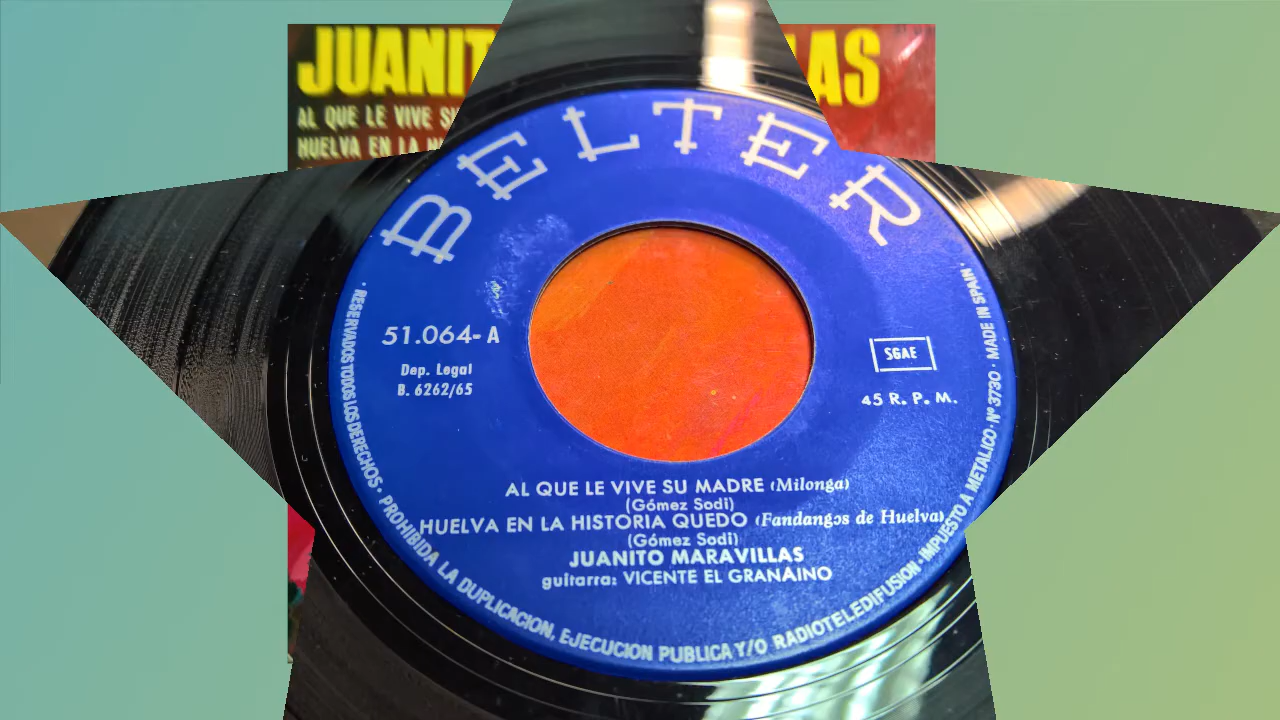 JUANIT
LAS
AL QUE LE VIVE SU
HUELVA EN LA
BELTER
51.064-A
Dep. Legal
B. 6262/65
SGAE
45 R. P. M.
AL QUE LE VIVE SU MADRE (Milonga)
(Gómez Sodi)
HUELVA EN LA HISTORIA QUEDO (Fandangos de Huelva)
(Gómez Sodi)
JUANITO MARAVILLAS
guitarra: VICENTE EL GRANAINO
· RESERVADOS TODOS LOS DERECHOS · PROHIBIDA LA DUPLICACION, EJECUCION PUBLICA Y/O RADIOTELEDIFUSION · IMPUESTO A METALICO · Nº 3730 · MADE IN SPAIN ·